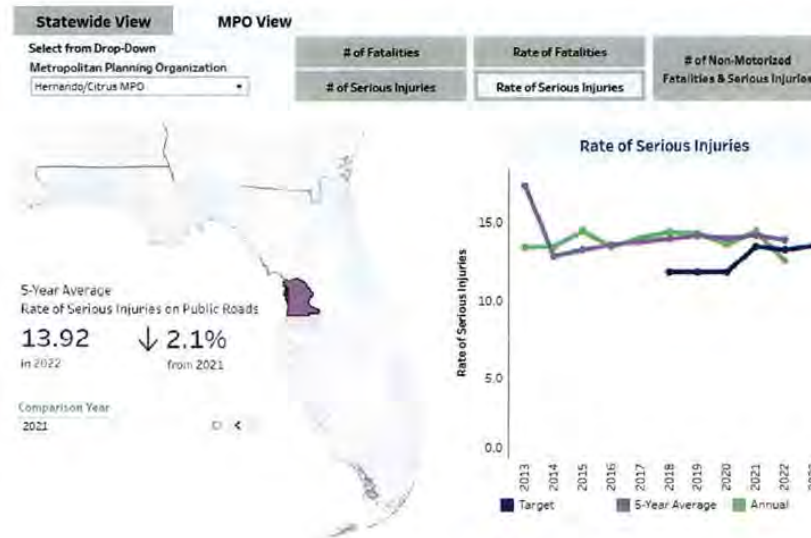 Statewide View
MPO View
Select from Drop-Down
Metropolitan Planning Organization
Hernando/Citrus MPO
# of Fatalities
Rate of Fatalities
# of Non-Motorized
Fatalities & Serious Injuries
# of Serious Injuries
Rate of Serious Injuries
Rate of Serious Injuries
5-Year Average
Rate of Serious Injuries on Public Roads
13.92
↓ 2.1%
in 2022
from 2021
Comparison Year
2021
Rate of Serious Injuries
15.0
10.0
5.0
0.0
2013
2014
2015
2016
2017
2018
2019
2020
2021
2022
Target
5-Year Average
Annual